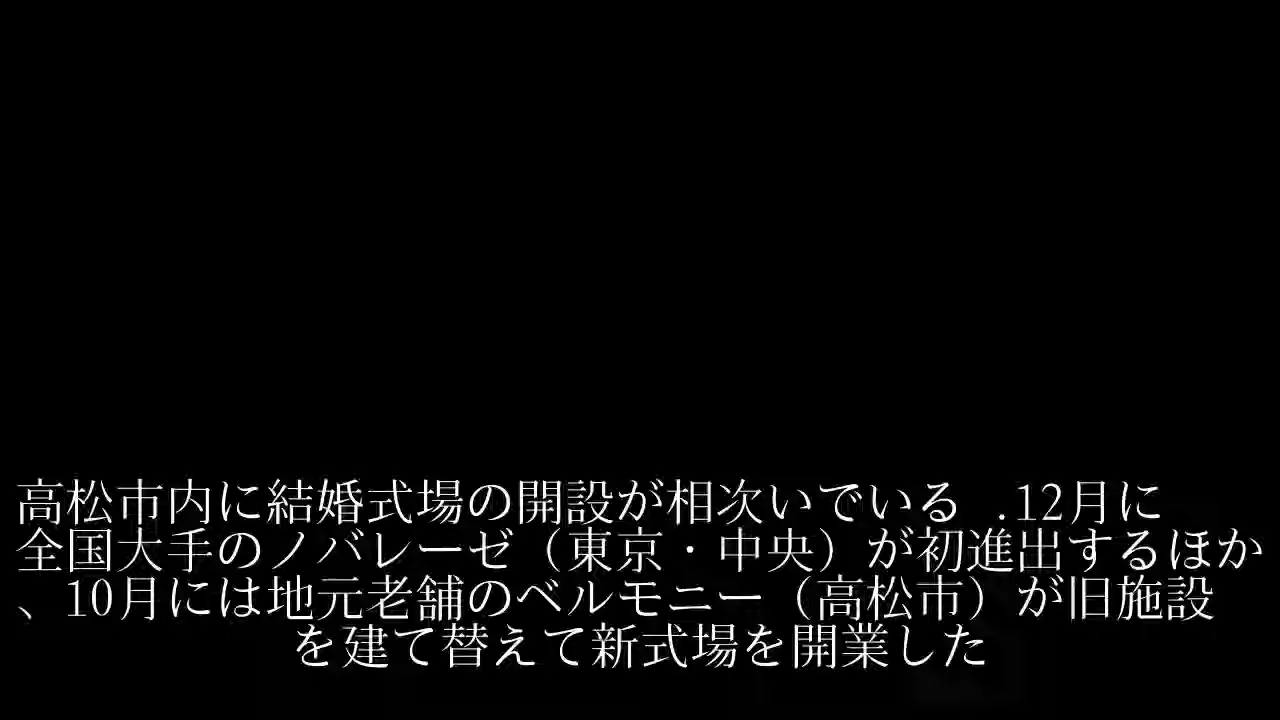 高松市内に結婚式場の開設が相次いでいる .12月に
全国大手のノバレーゼ（東京・中央）が初進出するほか
、10月には地元老舗のベルモニー（高松市）が旧施設
を建て替えて新式場を開業した